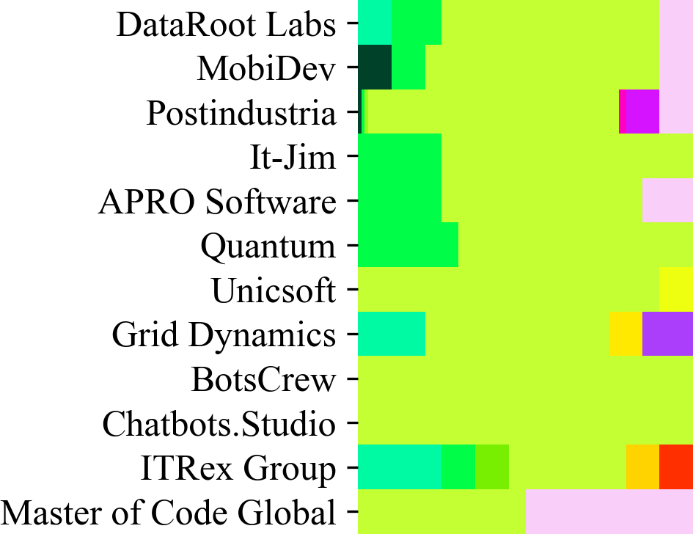 DataRoot Labs
MobiDev
Postindustria
It-Jim
APRO Software
Quantum
Unicsoft
Grid Dynamics
BotsCrew
Chatbots.Studio
ITRex Group
Master of Code Global